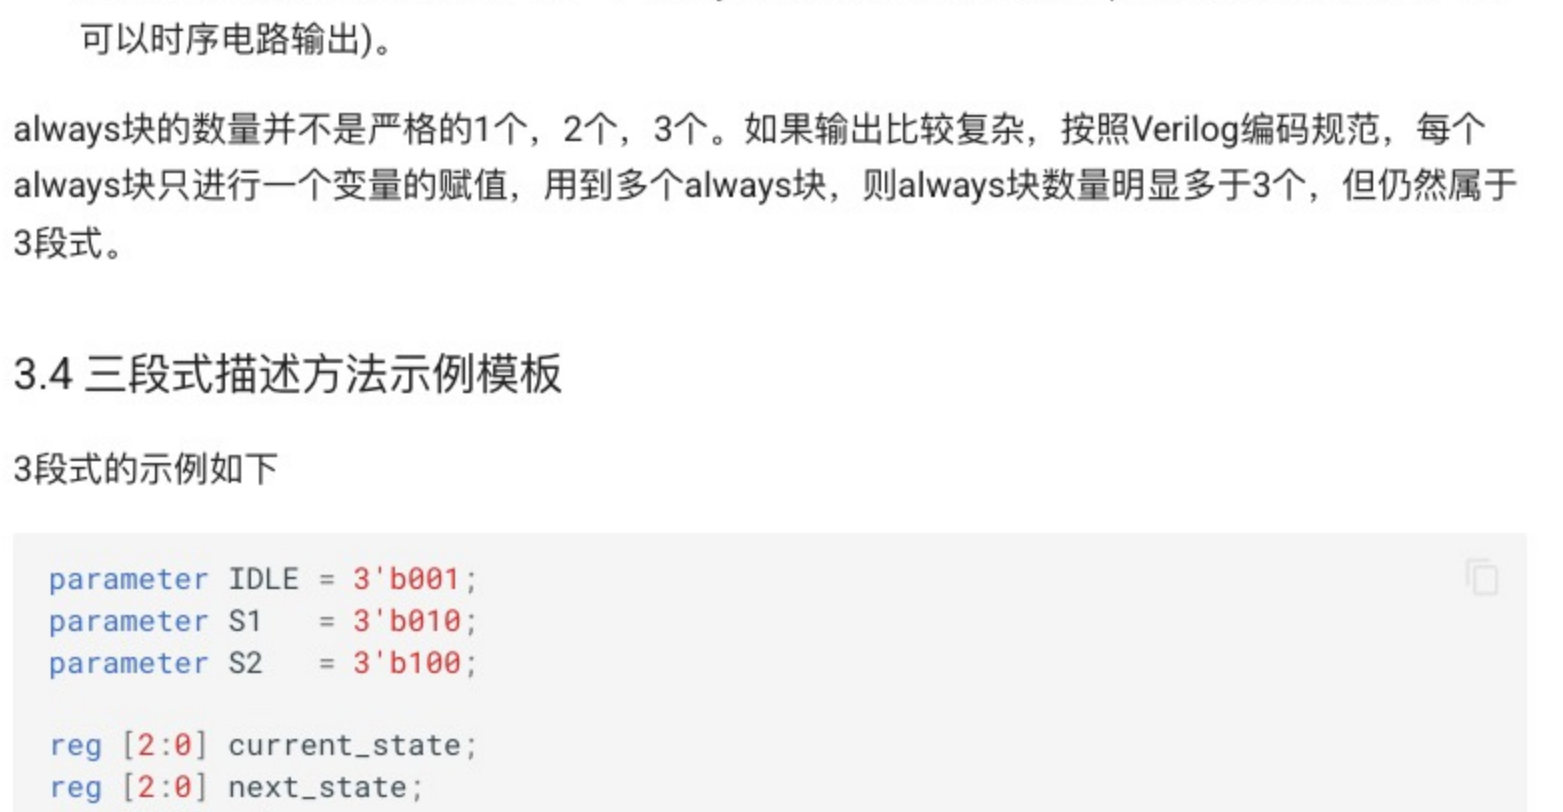 可以时序电路输出)。
always块的数量并不是严格的1个，2个，3个。如果输出比较复杂，按照Verilog编码规范，每个
always块只进行一个变量的赋值，用到多个always块，则always块数量明显多于3个，但仍然属于
3段式。
3.4 三段式描述方法示例模板
3段式的示例如下
parameter IDLE = 3'b001;
parameter S1   = 3'b010;
parameter S2   = 3'b100;
reg [2:0] current_state;
reg [2:0] next_state;